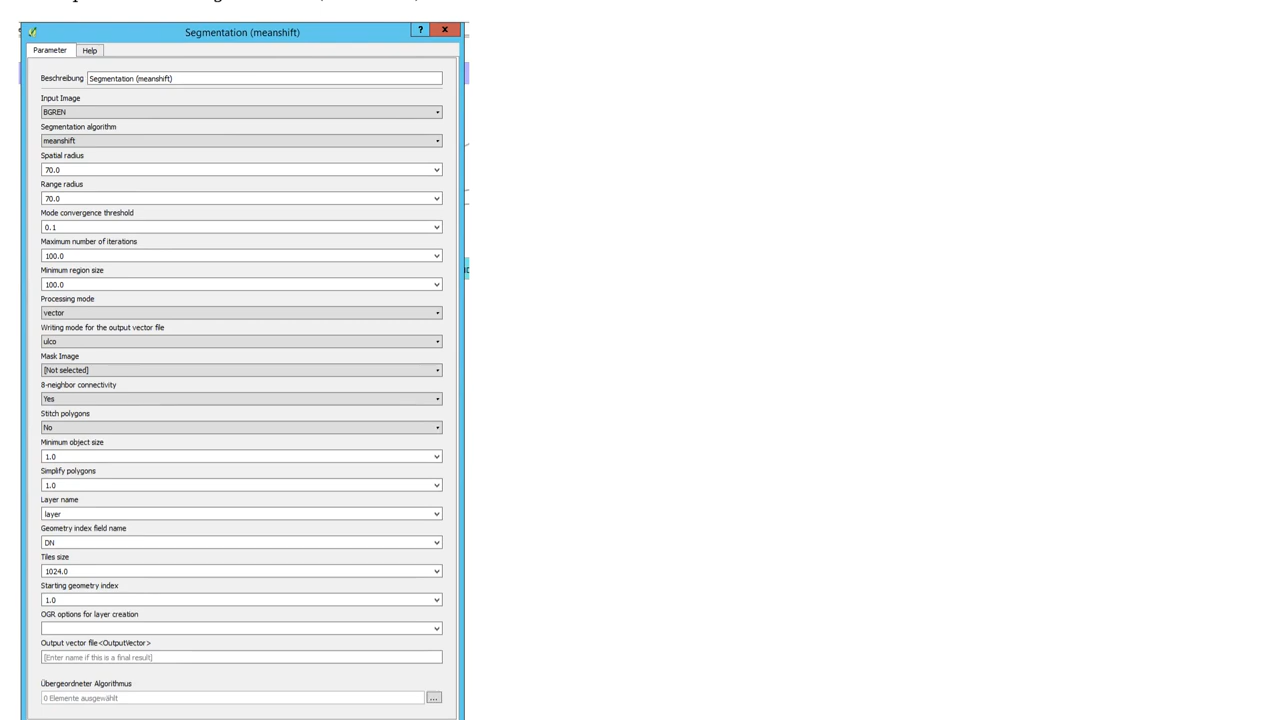 Segmentation (meanshift)
? x
Parameter Help
Beschreibung Segmentation (meanshift)
Input Image
BGREN
Segmentation algorithm
meanshift
Spatial radius
70.0
Range radius
70.0
Mode convergence threshold
0.1
Maximum number of iterations
100.0
Minimum region size
100.0
Processing mode
vector
Writing mode for the output vector file
ulco
Mask Image
[Not selected]
8-neighbor connectivity
Yes
Stitch polygons
No
Minimum object size
1.0
Simplify polygons
1.0
Layer name
layer
Geometry index field name
DN
Tiles size
1024.0
Starting geometry index
1.0
OGR options for layer creation
Output vector file<OutputVector>
[Enter name if this is a final result]
Übergeordneter Algorithmus
0 Elemente ausgewählt ...